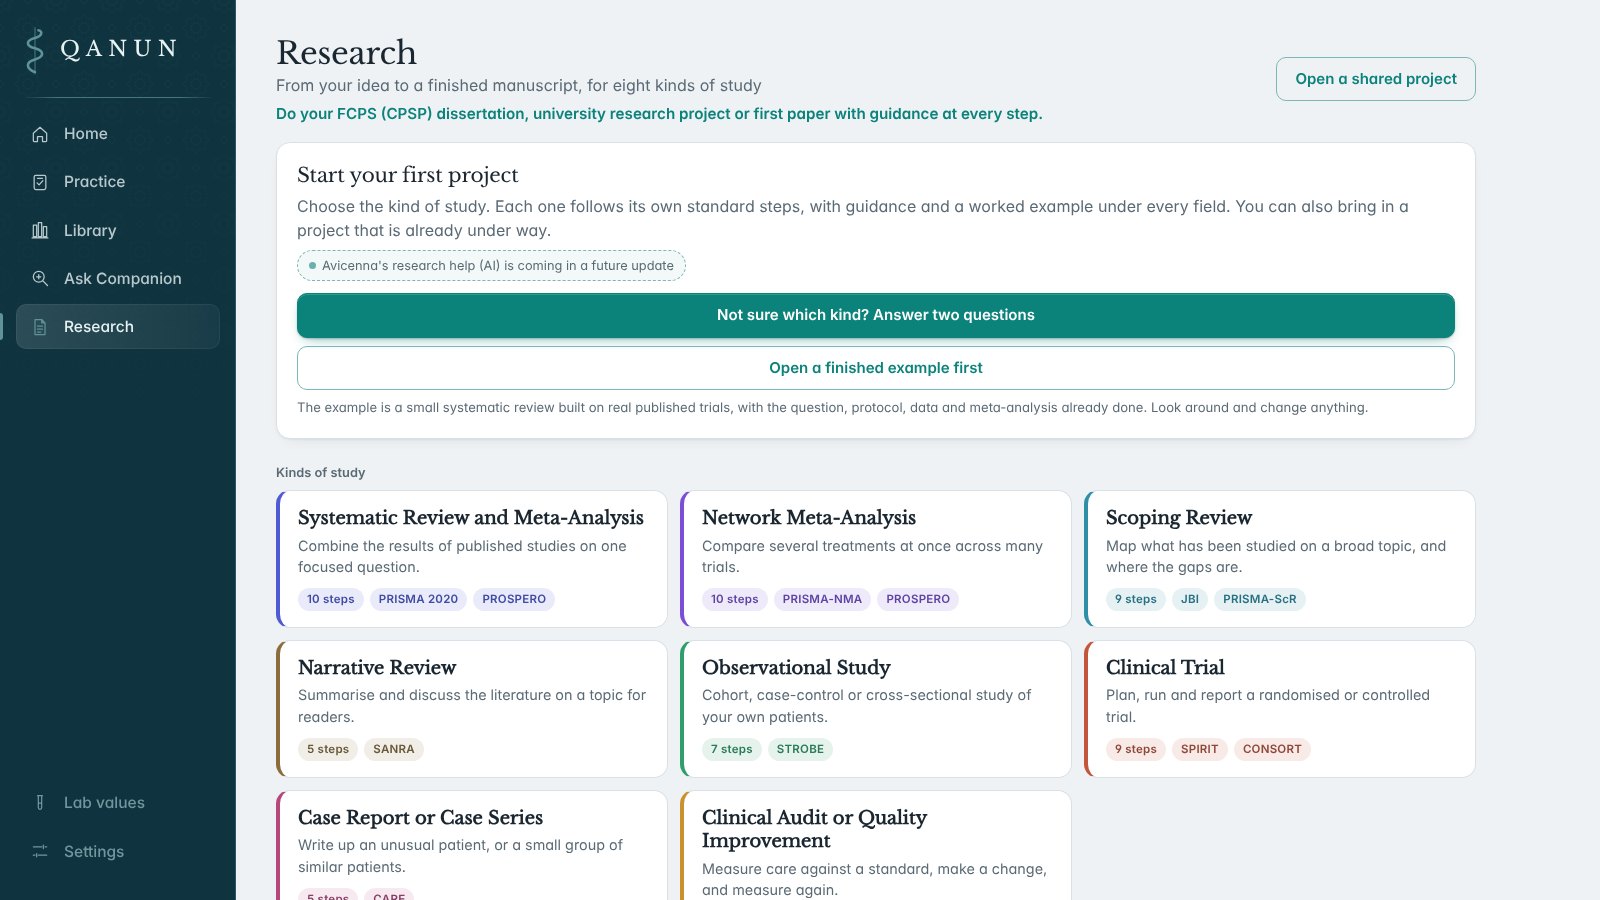 QANUN
Home
Practice
Library
Ask Companion
Research
Lab values
Settings
Research
From your idea to a finished manuscript, for eight kinds of study
Do your FCPS (CPSP) dissertation, university research project or first paper with guidance at every step.
Open a shared project
Start your first project
Choose the kind of study. Each one follows its own standard steps, with guidance and a worked example under every field. You can also bring in a
project that is already under way.
Avicenna's research help (AI) is coming in a future update
Not sure which kind? Answer two questions
Open a finished example first
The example is a small systematic review built on real published trials, with the question, protocol, data and meta-analysis already done. Look around and change anything.
Kinds of study
Systematic Review and Meta-Analysis
Combine the results of published studies on one
focused question.
10 steps PRISMA 2020 PROSPERO
Network Meta-Analysis
Compare several treatments at once across many
trials.
10 steps PRISMA-NMA PROSPERO
Scoping Review
Map what has been studied on a broad topic, and
where the gaps are.
9 steps JBI PRISMA-ScR
Narrative Review
Summarise and discuss the literature on a topic for
readers.
5 steps SANRA
Observational Study
Cohort, case-control or cross-sectional study of
your own patients.
7 steps STROBE
Clinical Trial
Plan, run and report a randomised or controlled
trial.
9 steps SPIRIT CONSORT
Case Report or Case Series
Write up an unusual patient, or a small group of
similar patients.
5 steps CARE
Clinical Audit or Quality
Improvement
Measure care against a standard, make a change,
and measure again.